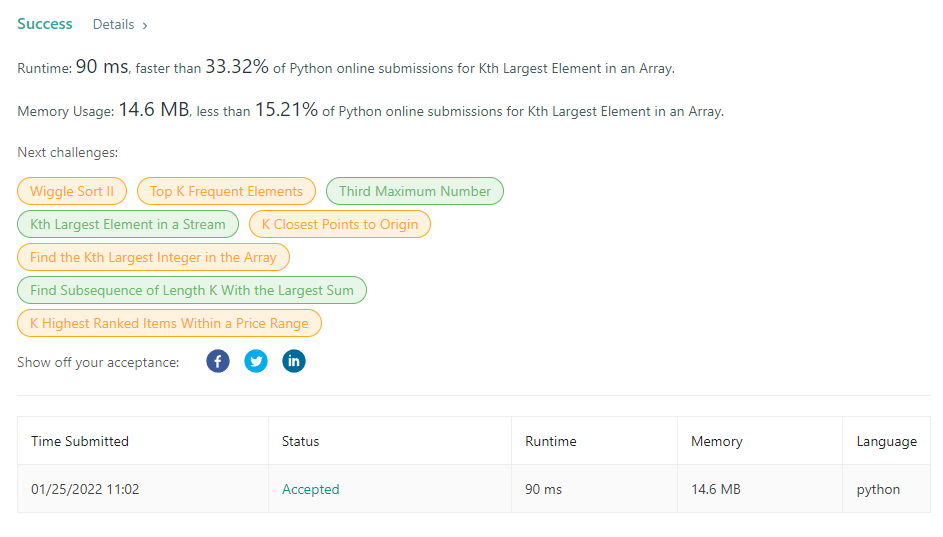 Success Details >
Runtime: 90 ms, faster than 33.32% of Python online submissions for Kth Largest Element in an Array.
Memory Usage: 14.6 MB, less than 15.21% of Python online submissions for Kth Largest Element in an Array.
Next challenges:
Wiggle Sort II Top K Frequent Elements Third Maximum Number
Kth Largest Element in a Stream K Closest Points to Origin
Find the Kth Largest Integer in the Array
Find Subsequence of Length K With the Largest Sum
K Highest Ranked Items Within a Price Range
Show off your acceptance: f in
Time Submitted Status Runtime Memory Language
01/25/2022 11:02 Accepted 90 ms 14.6 MB python